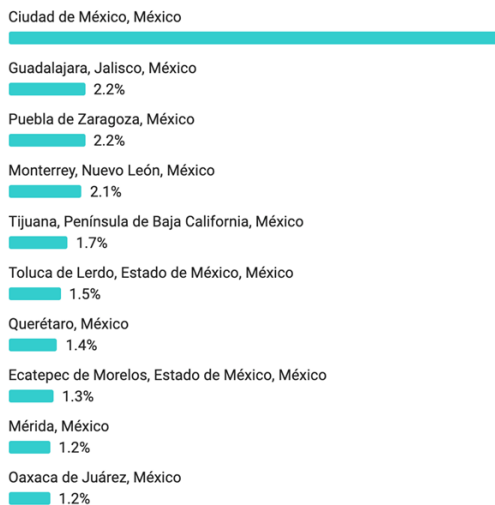 Ciudad de México, México
Guadalajara, Jalisco, México
2.2%
Puebla de Zaragoza, México
2.2%
Monterrey, Nuevo León, México
2.1%
Tijuana, Península de Baja California, México
1.7%
Toluca de Lerdo, Estado de México, México
1.5%
Querétaro, México
1.4%
Ecatepec de Morelos, Estado de México, México
1.3%
Mérida, México
1.2%
Oaxaca de Juárez, México
1.2%